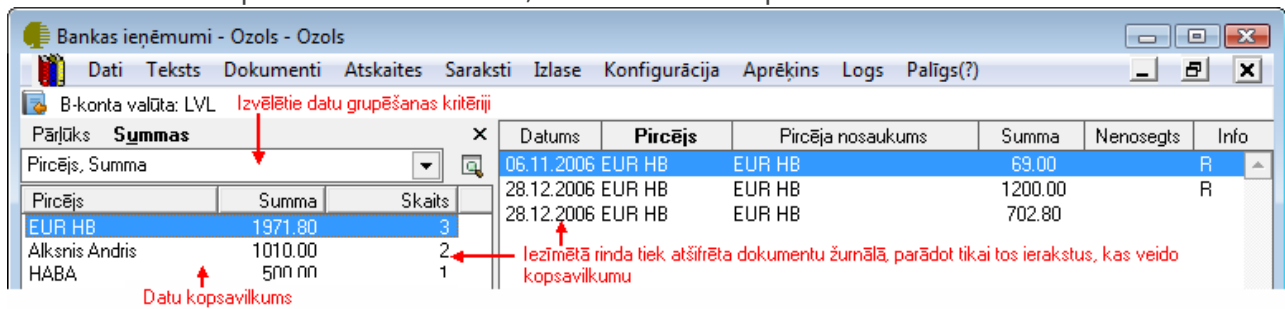 Bankas ieņēmumi - Ozols - Ozols
Dati Teksts Dokumenti Atskaites Saraksti Izlase Konfigurācija Aprēķins Logs Palīgs(?)
B-konta valūta: LVL Izvēlētie datu grupēšanas kritēriji
Pārlūks Summas
Pircējs, Summa
Pircējs Summa Skaits
EUR HB 1971.80 3
Alksnis Andris 1010.00 2
HABA 500.00 1
Datu kopsavilkums
Datums Pircējs Pircēja nosaukums Summa Nenosegts Info
06.11.2006 EUR HB EUR HB 69.00 R
28.12.2006 EUR HB EUR HB 1200.00 R
28.12.2006 EUR HB EUR HB 702.80
Iezīmētā rinda tiek atšifrēta dokumentu žurnālā, parādot tikai tos ierakstus, kas veido
kopsavilkumu